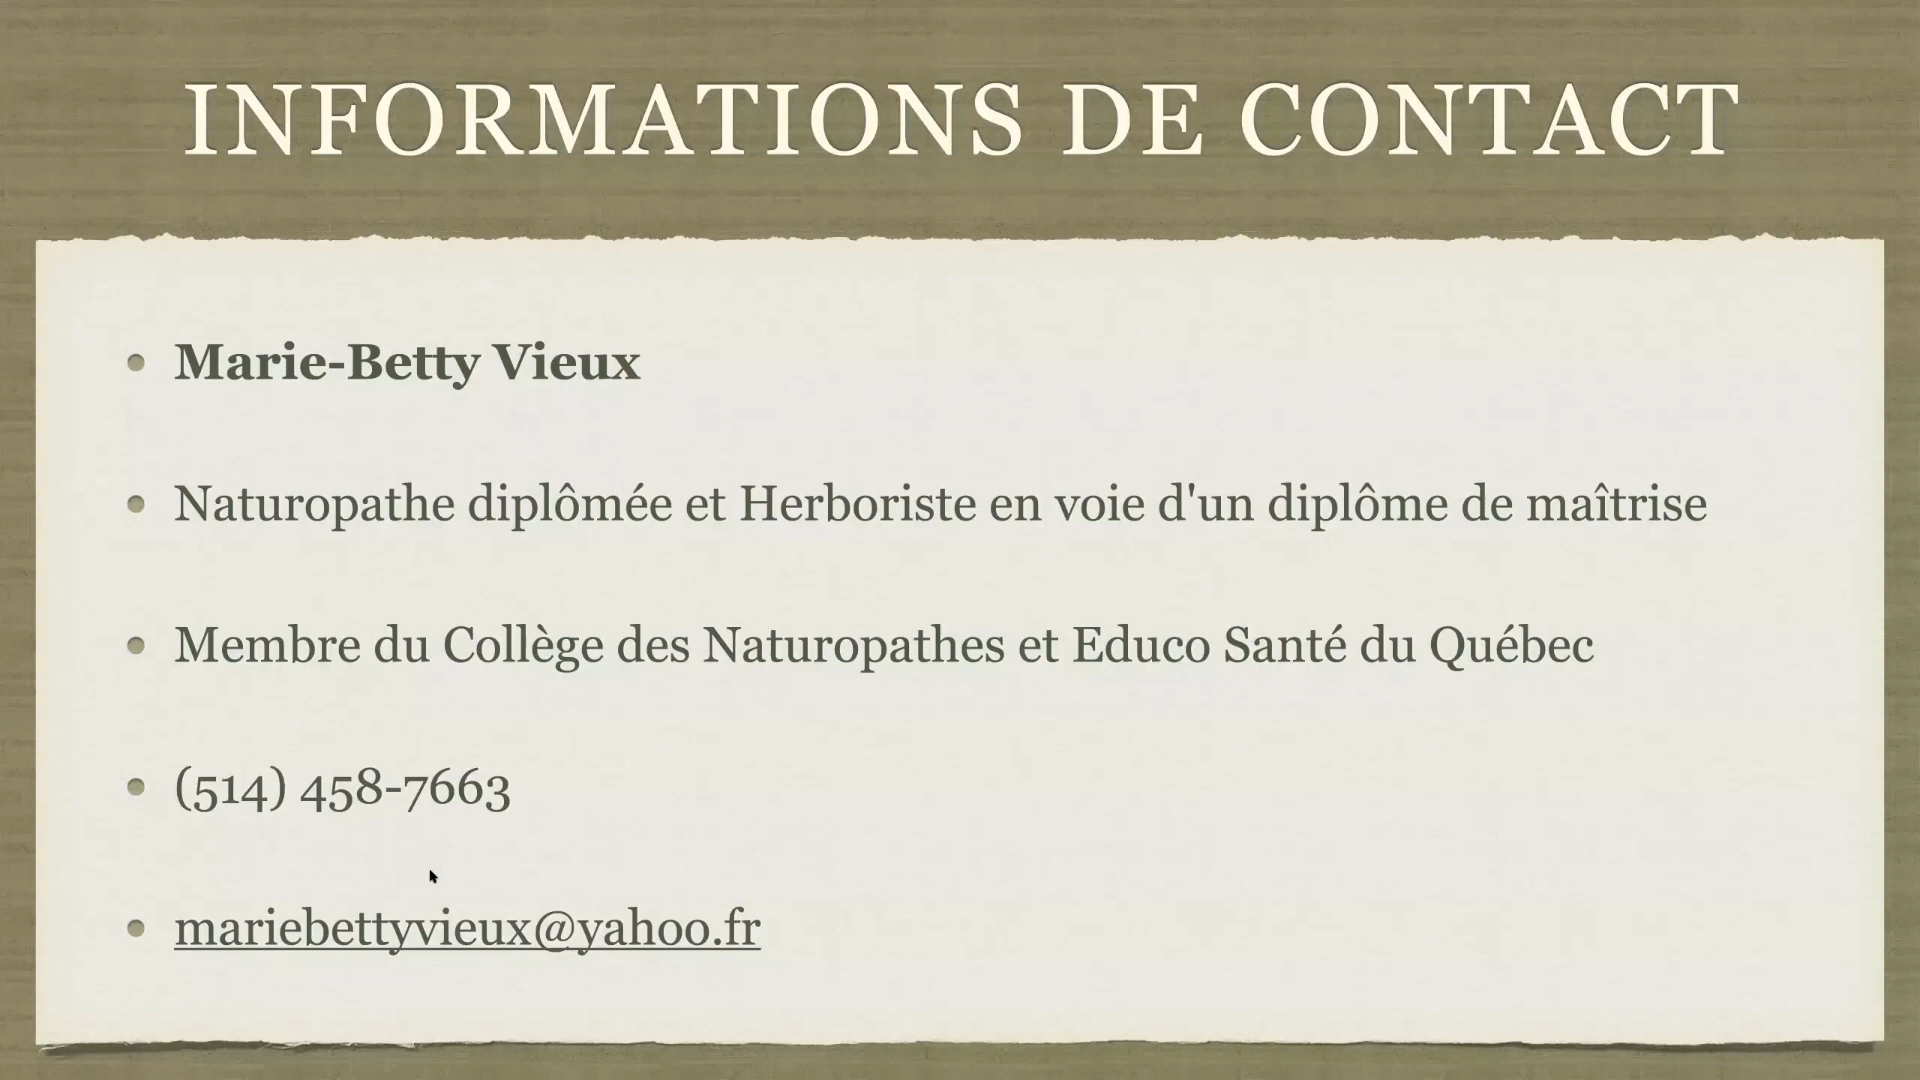 INFORMATIONS DE CONTACT
Marie-Betty Vieux
Naturopathe diplômée et Herboriste en voie d'un diplôme de maîtrise
Membre du Collège des Naturopathes et Educo Santé du Québec
(514) 458-7663
mariebettyvieux@yahoo.fr